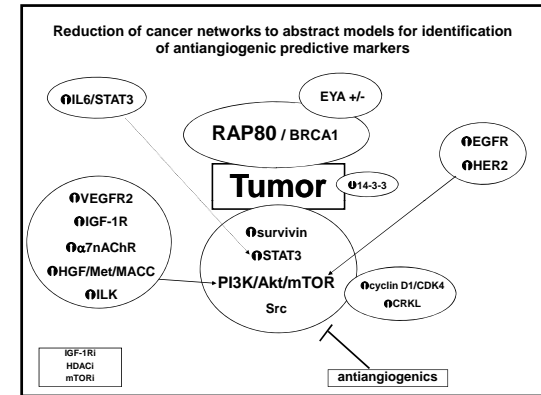 Reduction of cancer networks to abstract models for identification
of antiangiogenic predictive markers
IL6/STAT3
EYA +/-
RAP80 / BRCA1
EGFR
HER2
Tumor
14-3-3
VEGFR2
IGF-1R
α7nAChR
HGF/Met/MACC
ILK
survivin
STAT3
PI3K/Akt/mTOR
Src
cyclin D1/CDK4
CRKL
IGF-1Ri
HDACi
mTORi
antiangiogenics